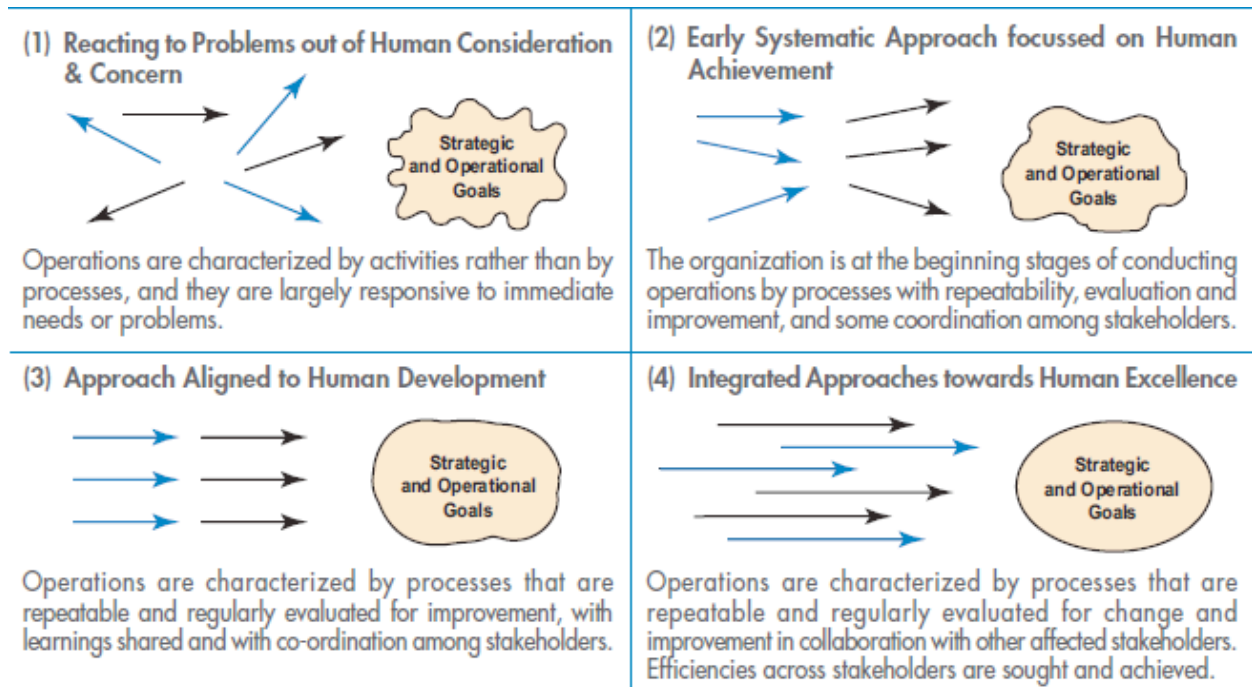 (1) Reacting to Problems out of Human Consideration
& Concern
Strategic
and Operational
Goals
Operations are characterized by activities rather than by
processes, and they are largely responsive to immediate
needs or problems.
(2) Early Systematic Approach focussed on Human
Achievement
Strategic
and Operational
Goals
The organization is at the beginning stages of conducting
operations by processes with repeatability, evaluation and
improvement, and some coordination among stakeholders.
(3) Approach Aligned to Human Development
Strategic
and Operational
Goals
Operations are characterized by processes that are
repeatable and regularly evaluated for improvement, with
learnings shared and with co-ordination among stakeholders.
(4) Integrated Approaches towards Human Excellence
Strategic
and Operational
Goals
Operations are characterized by processes that are
repeatable and regularly evaluated for change and
improvement in collaboration with other affected stakeholders.
Efficiencies across stakeholders are sought and achieved.